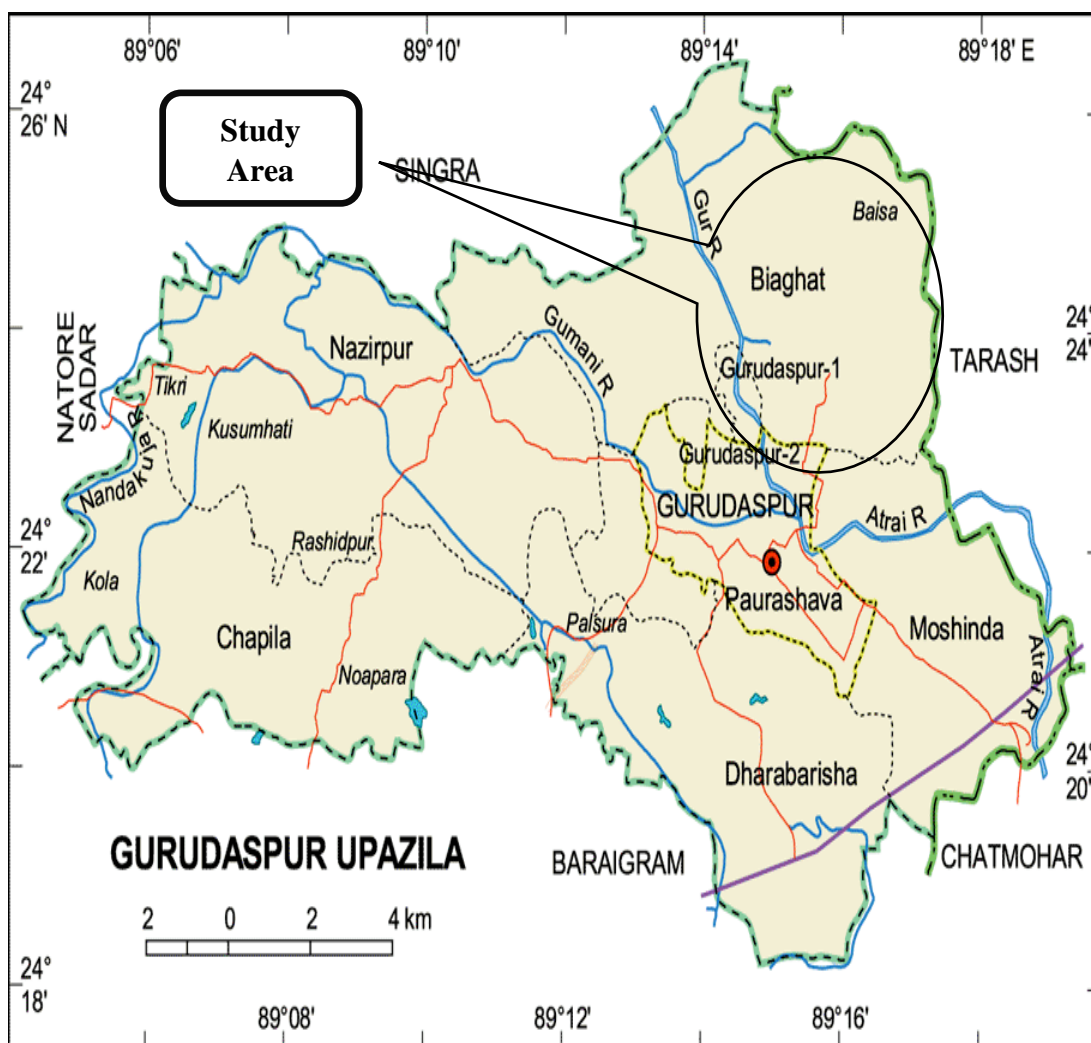 89°06'
89°10'
89°14'
89°18' E
24°
26' N
Study
Area
SINGRA
Baisa
Gur R
Biaghat
24°
24'
NATORE
SADAR
Nazirpur
Gumani R
Gurudaspur-1
TARASH
Tikri
Kusumhati
Gurudaspur-2
Nandakuja R
GURUDASPUR
Atrai R
24°
22'
Rashidpur
Kola
Paurashava
Chapila
Palsura
Moshinda
Noapara
Atrai R
Dharabarisha
24°
20'
GURUDASPUR UPAZILA
BARAIGRAM
CHATMOHAR
2 0 2 4 km
24°
18'
89°08'
89°12'
89°16'